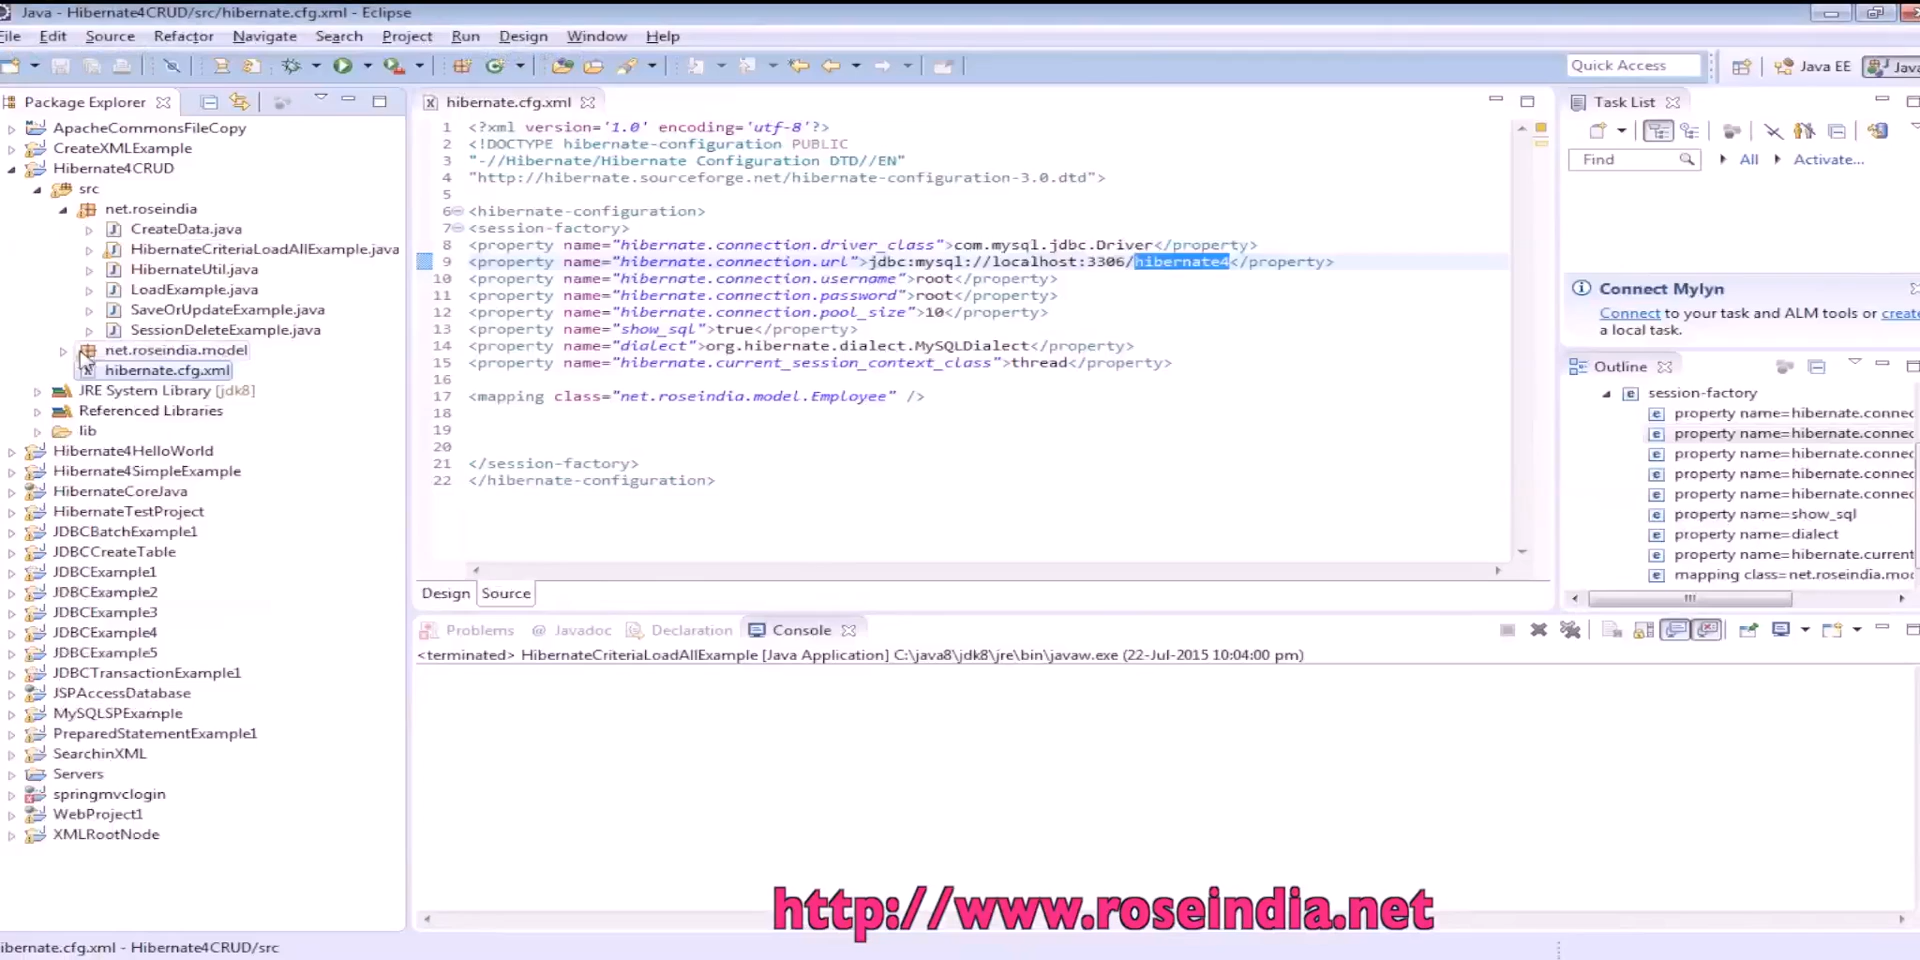 Java - Hibernate4CRUD/src/hibernate.cfg.xml - Eclipse
File Edit Source Refactor Navigate Search Project Run Design Window Help
Quick Access Java EE Java
Package Explorer
ApacheCommonsFileCopy
CreateXMLExample
Hibernate4CRUD
src
net.roseindia
CreateData.java
HibernateCriteriaLoadAllExample.java
HibernateUtil.java
LoadExample.java
SaveOrUpdateExample.java
SessionDeleteExample.java
net.roseindia.model
hibernate.cfg.xml
JRE System Library [jdk8]
Referenced Libraries
lib
Hibernate4HelloWorld
Hibernate4SimpleExample
HibernateCoreJava
HibernateTestProject
JDBCBatchExample1
JDBCCreateTable
JDBCExample1
JDBCExample2
JDBCExample3
JDBCExample4
JDBCExample5
JDBCTransactionExample1
JSPAccessDatabase
MySQLSPExample
PreparedStatementExample1
SearchinXML
Servers
springmvclogin
WebProject1
XMLRootNode
hibernate.cfg.xml
1 <?xml version='1.0' encoding='utf-8'?>
2 <!DOCTYPE hibernate-configuration PUBLIC
3 "-//Hibernate/Hibernate Configuration DTD//EN"
4 "http://hibernate.sourceforge.net/hibernate-configuration-3.0.dtd">
5
6 <hibernate-configuration>
7 <session-factory>
8 <property name="hibernate.connection.driver_class">com.mysql.jdbc.Driver</property>
9 <property name="hibernate.connection.url">jdbc:mysql://localhost:3306/hibernate4</property>
10 <property name="hibernate.connection.username">root</property>
11 <property name="hibernate.connection.password">root</property>
12 <property name="hibernate.connection.pool_size">10</property>
13 <property name="show_sql">true</property>
14 <property name="dialect">org.hibernate.dialect.MySQLDialect</property>
15 <property name="hibernate.current_session_context_class">thread</property>
16
17 <mapping class="net.roseindia.model.Employee" />
18
19
20
21 </session-factory>
22 </hibernate-configuration>
Design Source
Task List
Find All Activate...
Connect Mylyn
Connect to your task and ALM tools or create
a local task.
Outline
session-factory
property name=hibernate.connec
property name=hibernate.connec
property name=hibernate.connec
property name=hibernate.connec
property name=hibernate.connec
property name=show_sql
property name=dialect
property name=hibernate.current
mapping class=net.roseindia.mo
Problems @ Javadoc Declaration Console
<terminated> HibernateCriteriaLoadAllExample [Java Application] C:\java8\jdk8\jre\bin\javaw.exe (22-Jul-2015 10:04:00 pm)
http://www.roseindia.net
ibernate.cfg.xml - Hibernate4CRUD/src